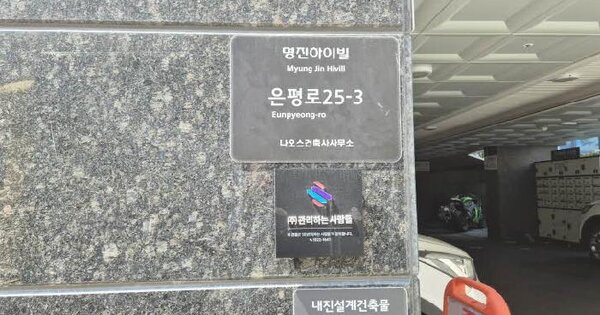 명진하이빌
Myung Jin Hivill
은평로25-3
Eunpyeong-ro
나오스건축사사무소
(주)관리하는 사람들
내진설계건축물